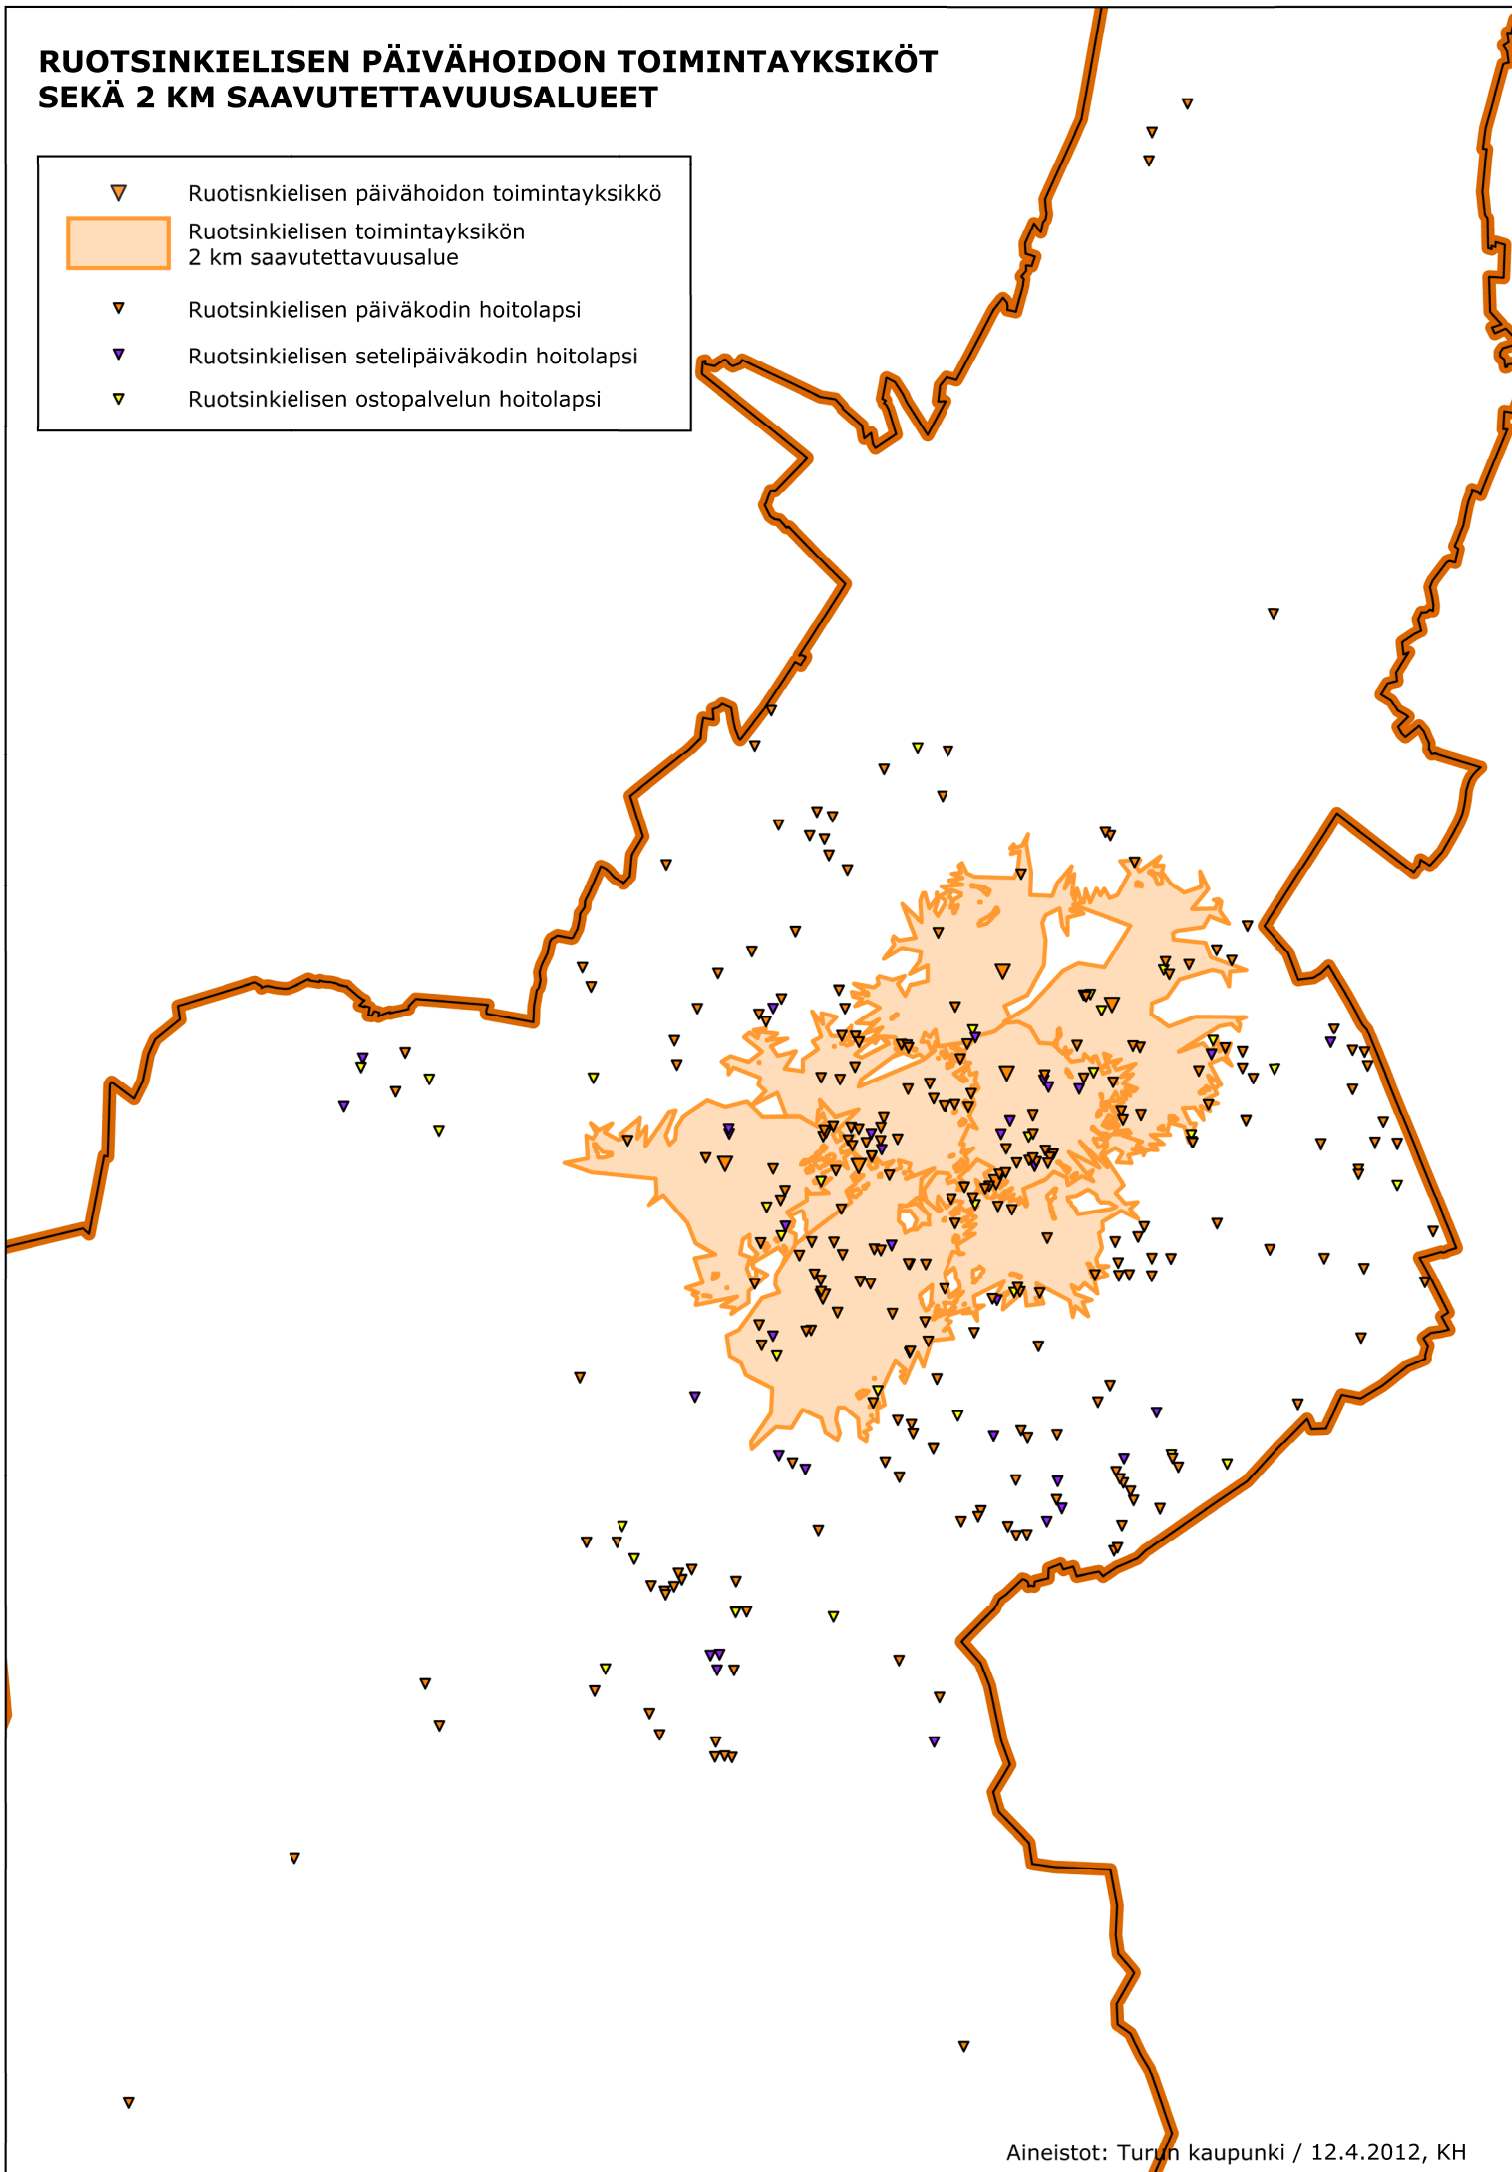 RUOTSINKIELISEN PÄIVÄHOIDON TOIMINTAYKSIKÖT
SEKÄ 2 KM SAAVUTETTAVUUSALUEET
Ruotisnkielisen päivähoidon toimintayksikkö
Ruotsinkielisen toimintayksikön
2 km saavutettavuusalue
Ruotsinkielisen päiväkodin hoitolapsi
Ruotsinkielisen setelipäiväkodin hoitolapsi
Ruotsinkielisen ostopalvelun hoitolapsi
Aineistot: Turun kaupunki / 12.4.2012, KH